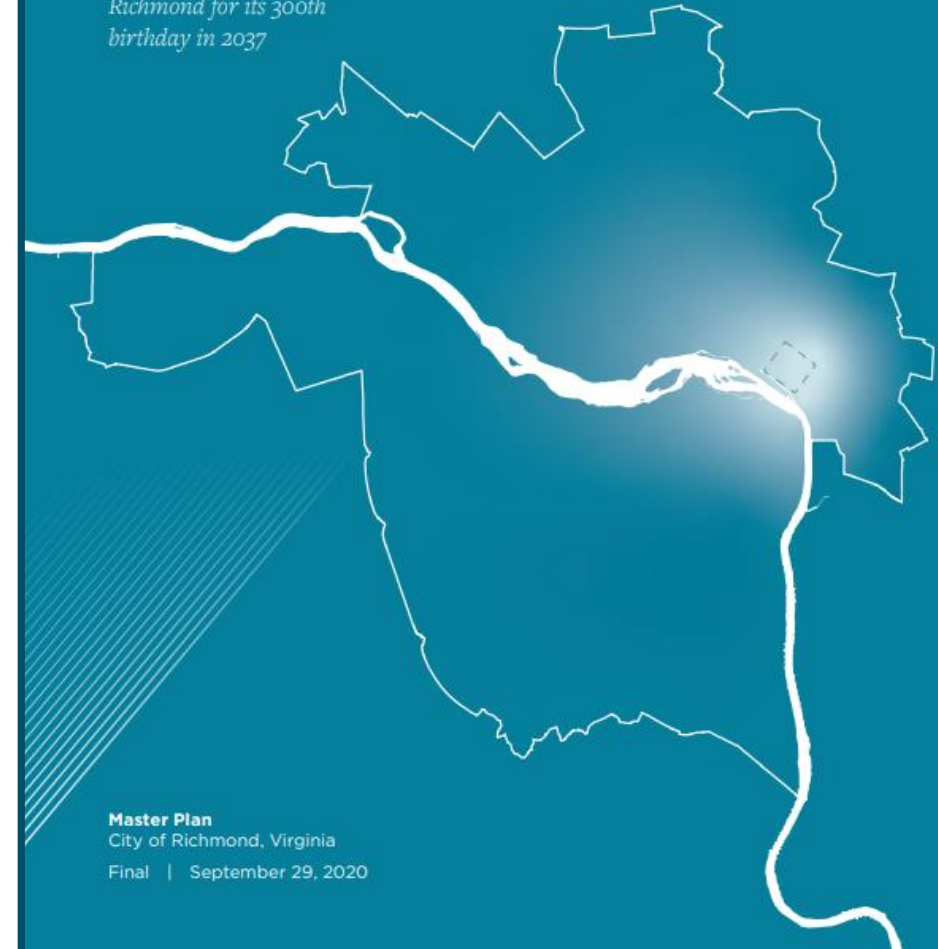 Richmond for its 300th
birthday in 2037
Master Plan
City of Richmond, Virginia
Final | September 29, 2020